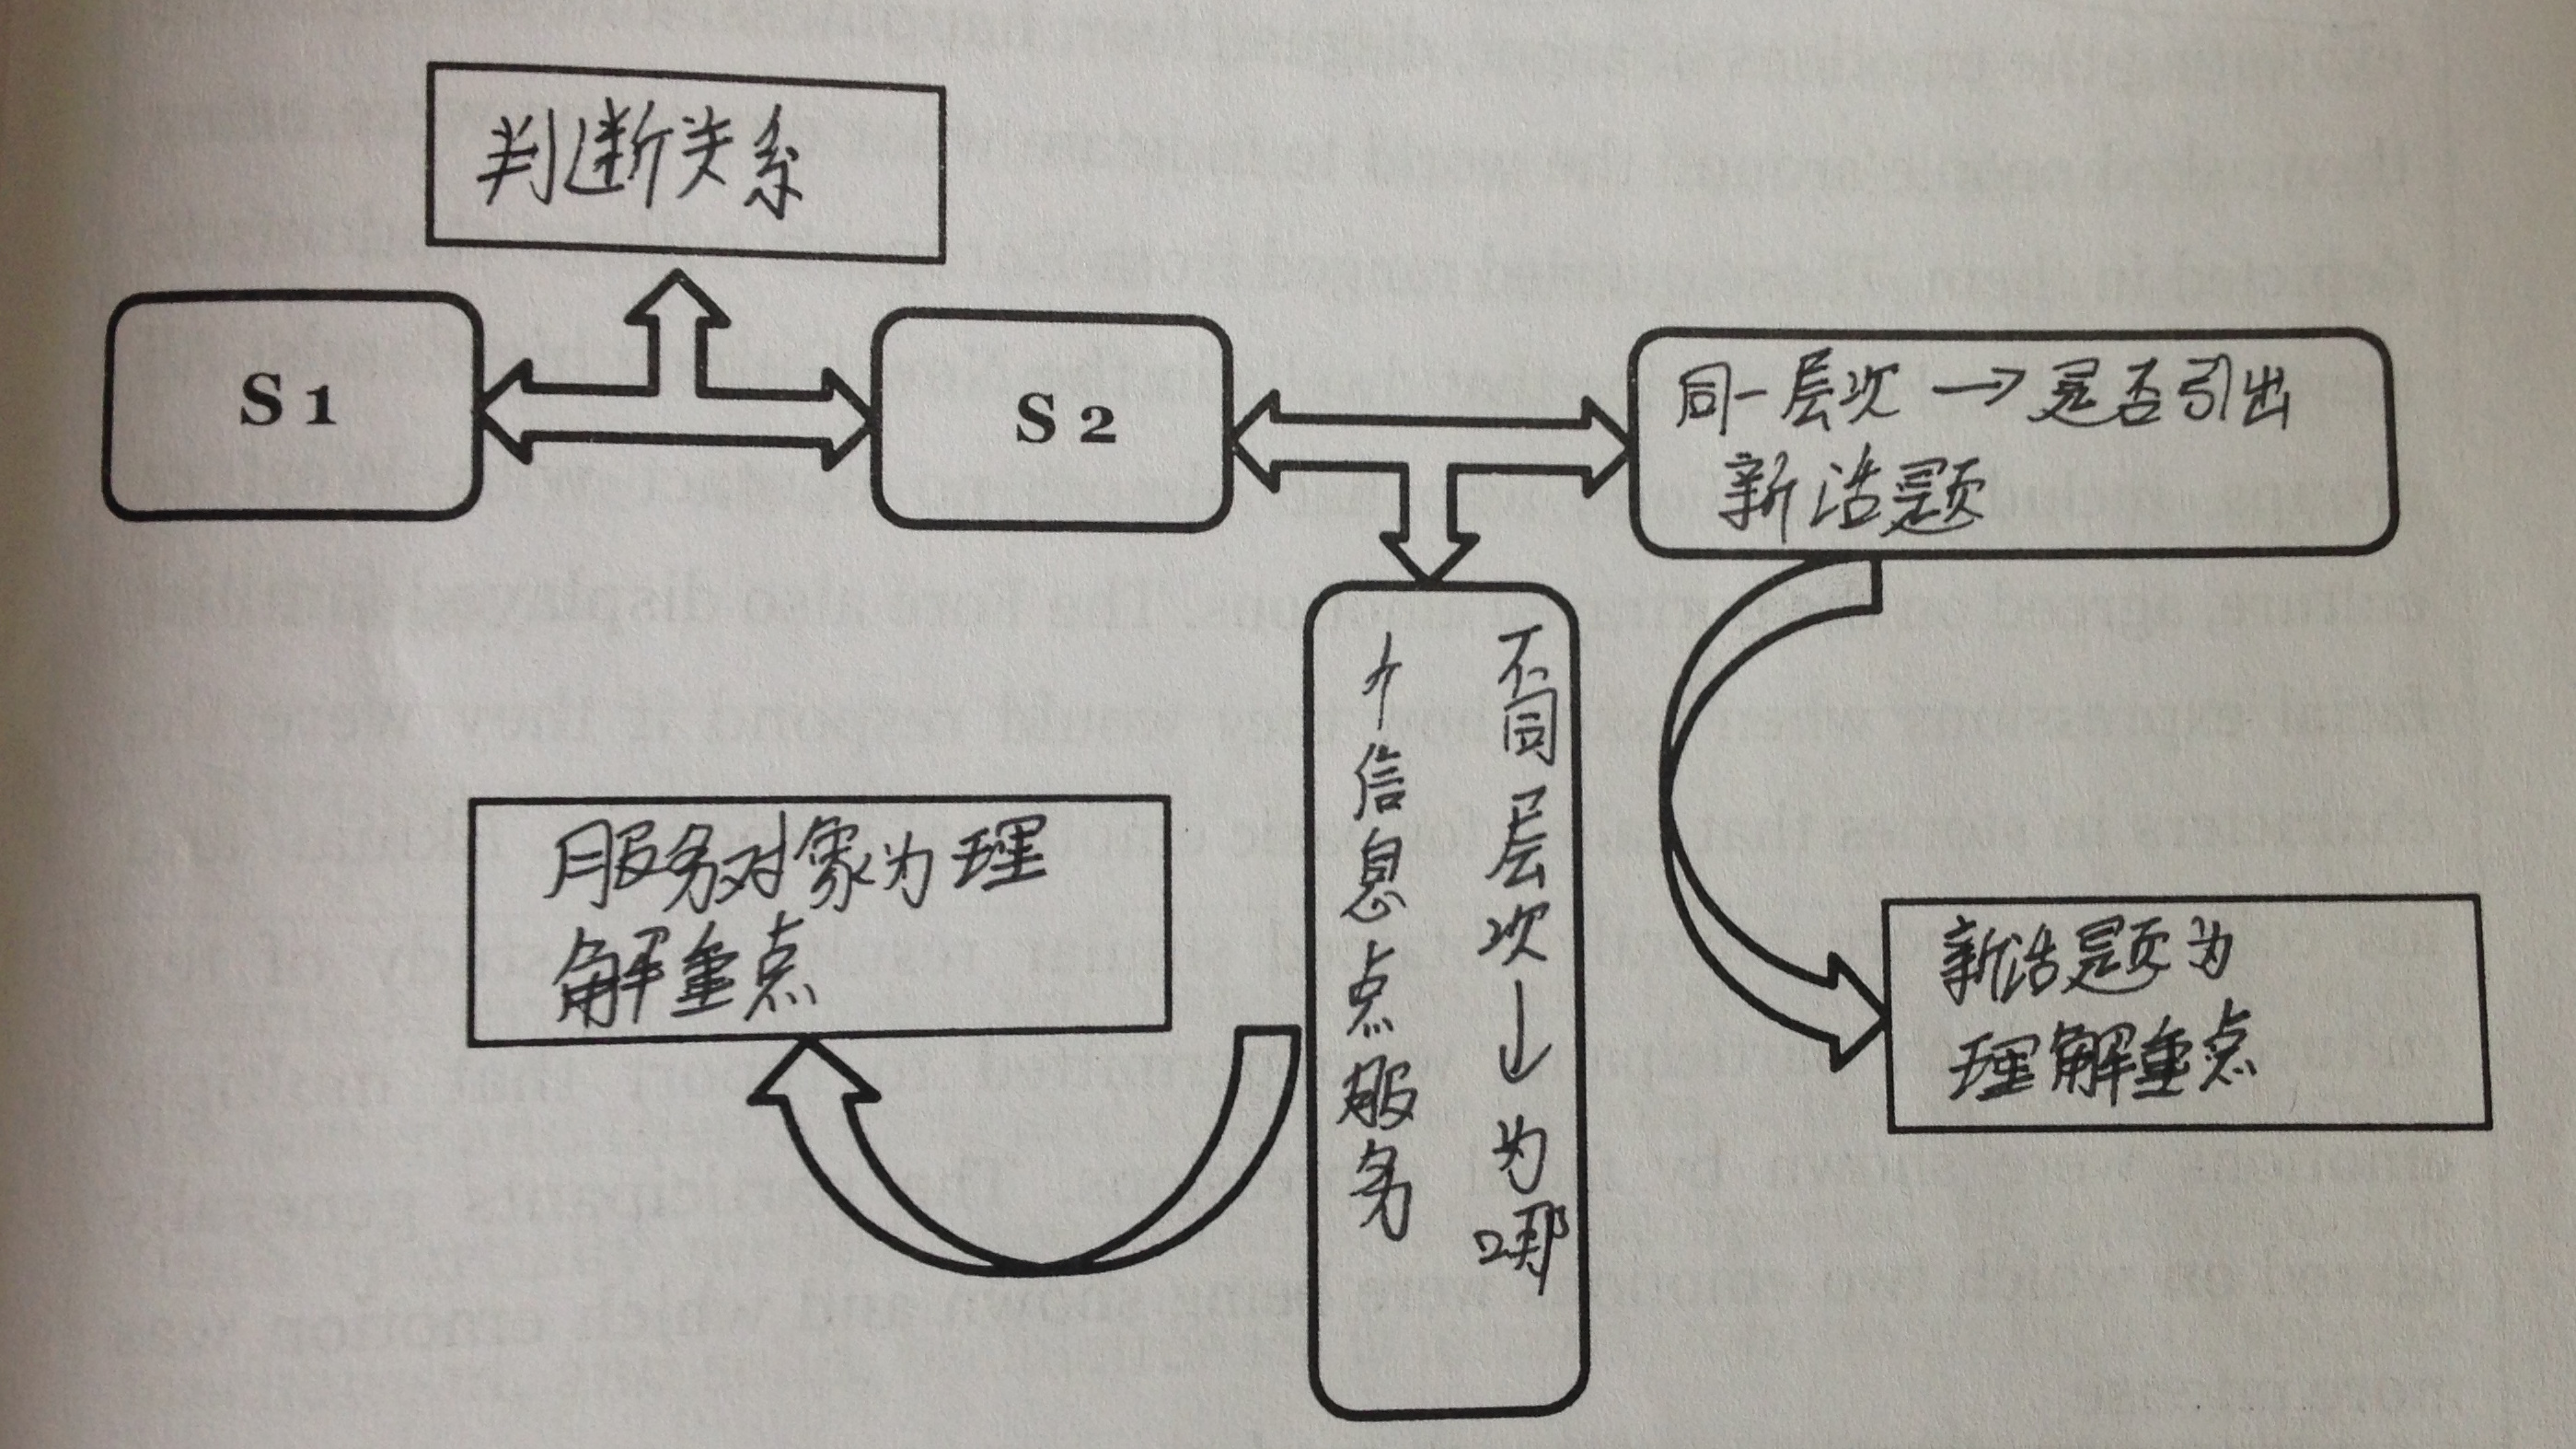 判断关系
S1
S2
同一层次→是否引出
新话题
不同层次↓为哪
个信息点服务
服务对象为理
解重点
新话题为
理解重点